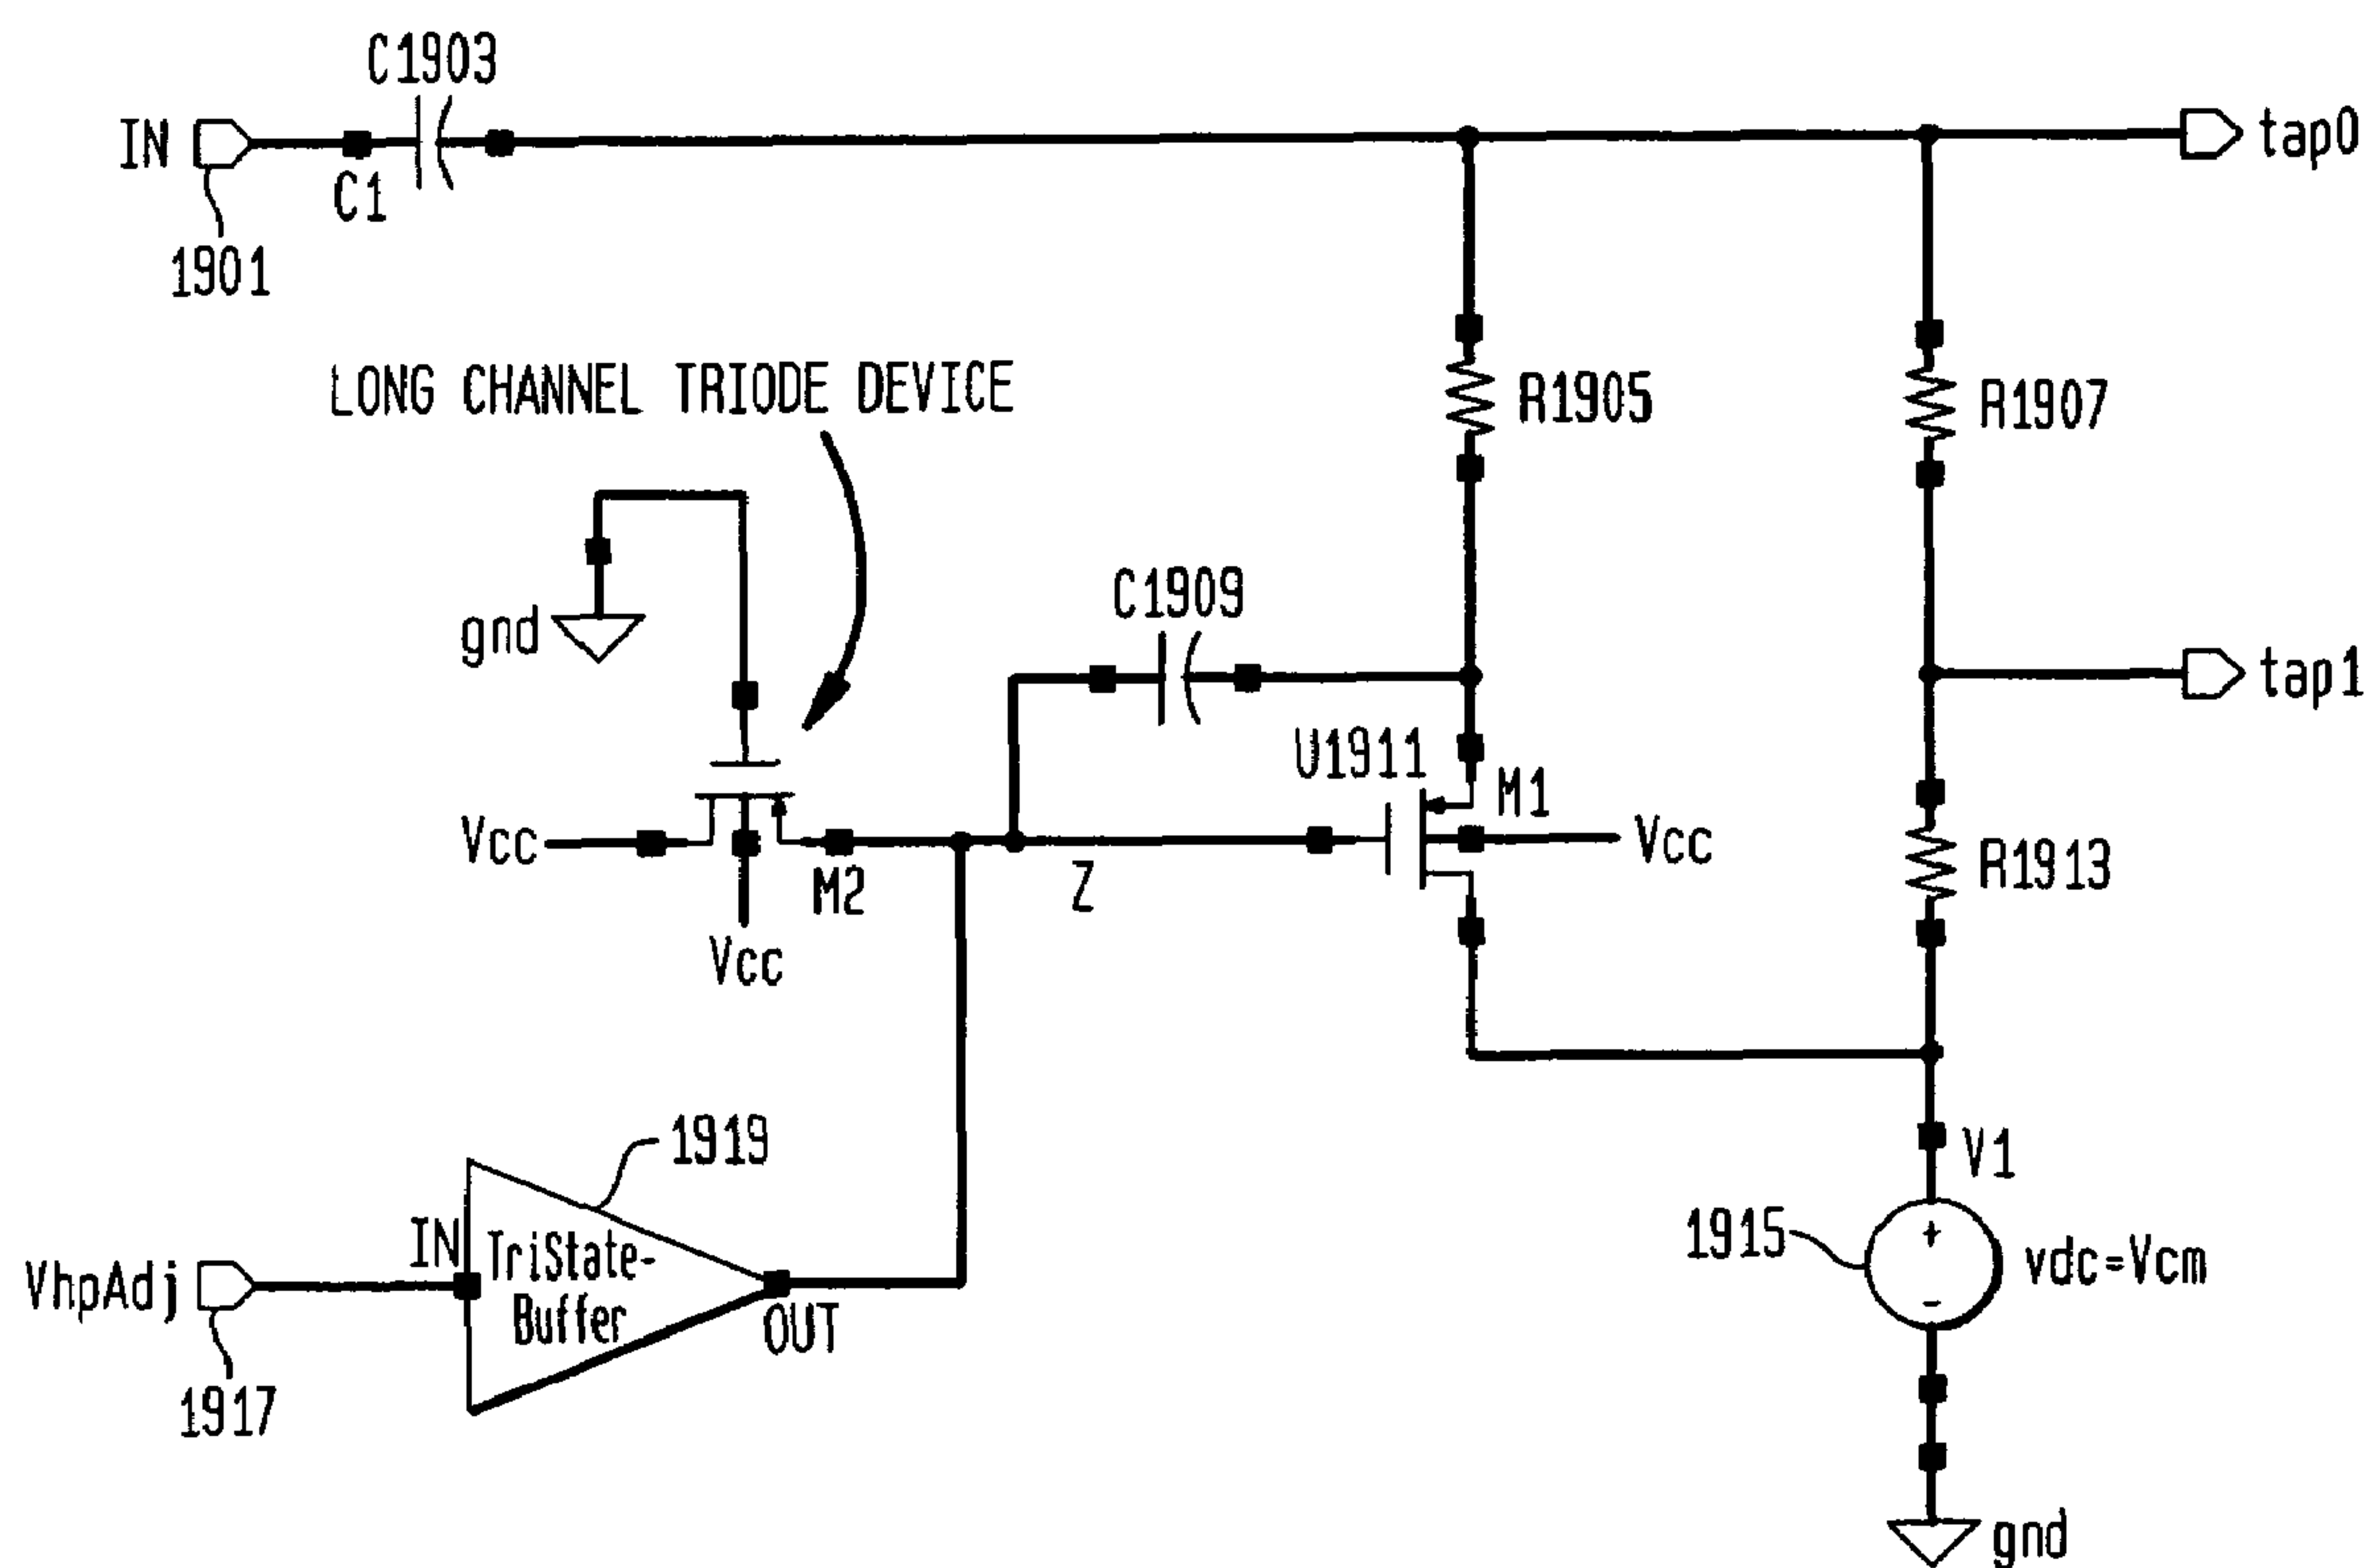 C1903
IN
tap0
C1
1901
LONG CHANNEL TRIODE DEVICE
R1905
R1907
gnd
C1909
tap1
U1911
M1
Vcc
Vcc
R1913
M2
Z
Vcc
1919
V1
1915
vdc=Vcm
IN
TriState-
Buffer
VhpAdj
OUT
1917
gnd